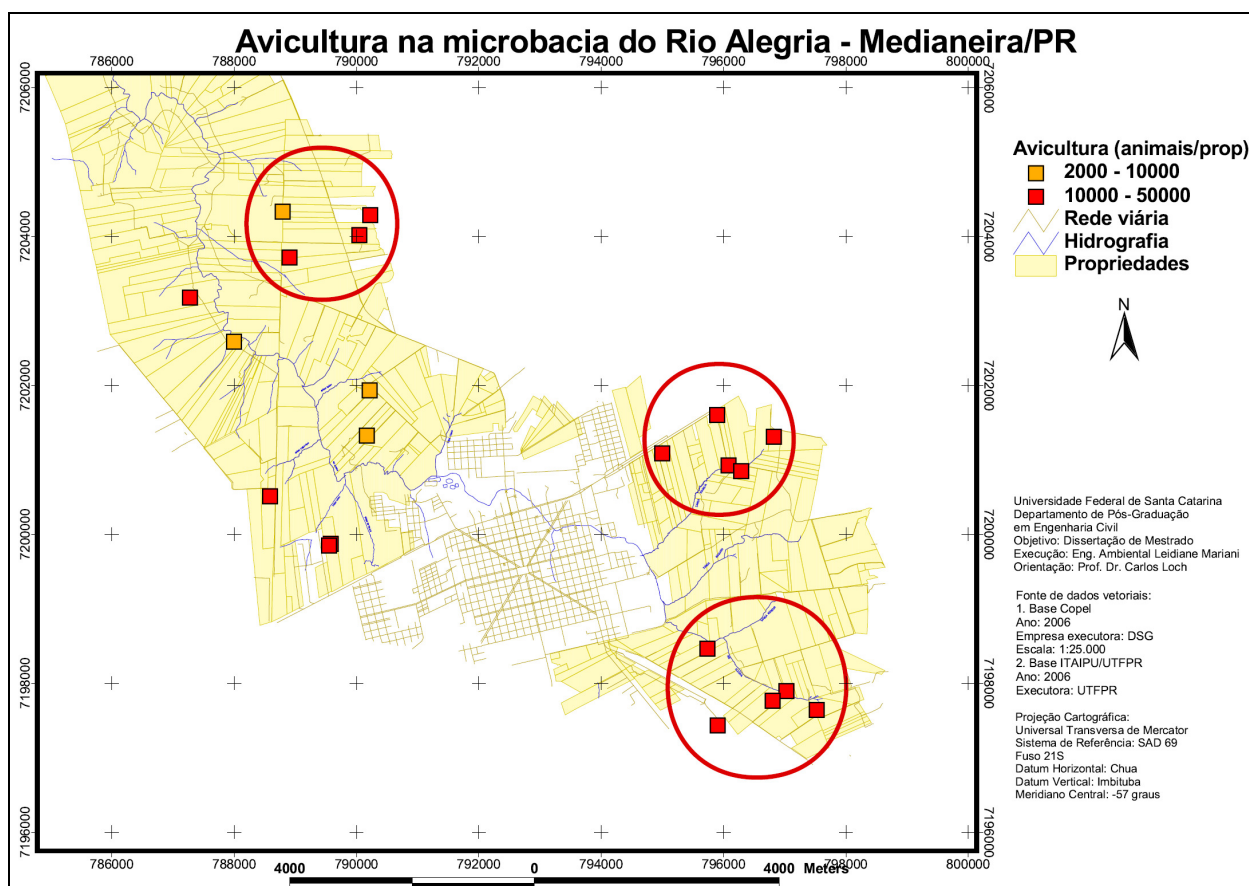 Avicultura na microbacia do Rio Alegria - Medianeira/PR
786000 788000 790000 792000 794000 796000 798000 800000
7206000 7206000
7204000 7204000
7202000 7202000
7200000 7200000
7198000 7198000
7196000 7196000
786000 788000 790000 792000 794000 796000 798000 800000
4000 0 4000 Meters
Avicultura (animais/prop)
2000 - 10000
10000 - 50000
Rede viária
Hidrografia
Propriedades
N
Universidade Federal de Santa Catarina
Departamento de Pós-Graduação
em Engenharia Civil
Objetivo: Dissertação de Mestrado
Execução: Eng. Ambiental Leidiane Mariani
Orientação: Prof. Dr. Carlos Loch
Fonte de dados vetoriais:
1. Base Copel
Ano: 2006
Empresa executora: DSG
Escala: 1:25.000
2. Base ITAIPU/UTFPR
Ano: 2006
Executora: UTFPR
Projeção Cartográfica:
Universal Transversa de Mercator
Sistema de Referência: SAD 69
Fuso 21S
Datum Horizontal: Chua
Datum Vertical: Imbituba
Meridiano Central: -57 graus